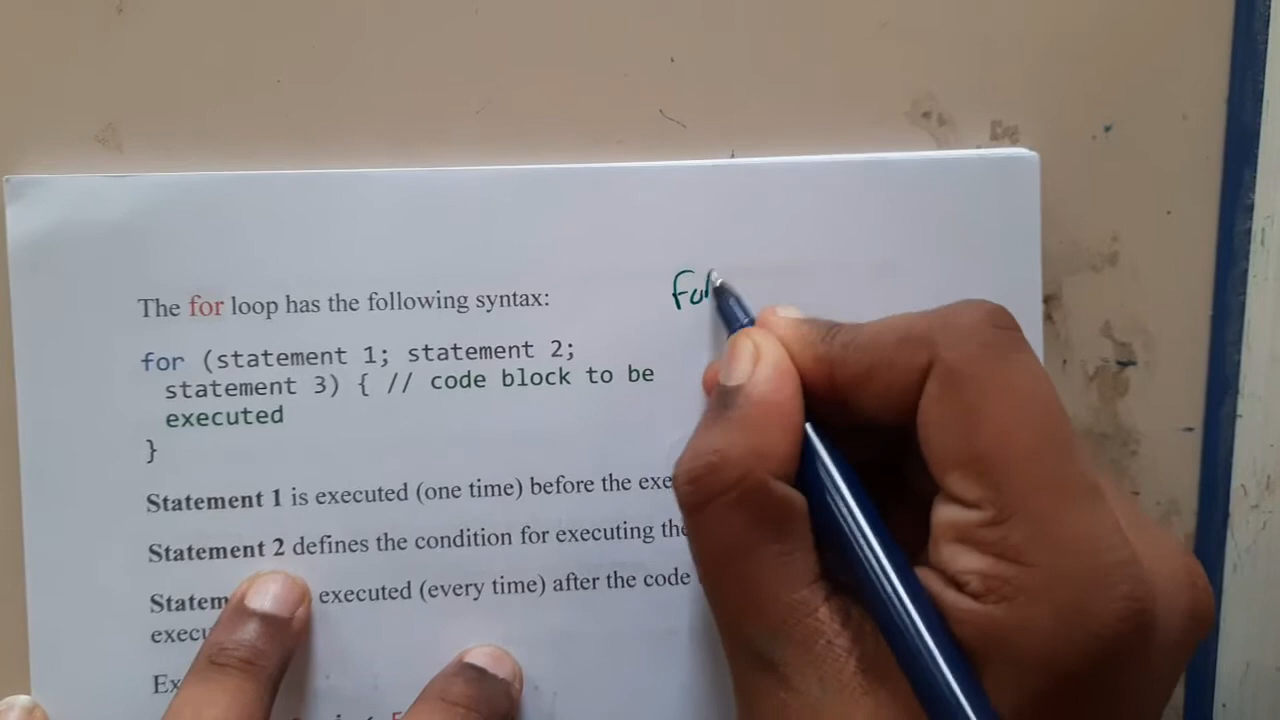 The for loop has the following syntax:
for (statement 1; statement 2;
statement 3) { // code block to be
executed
}
Statement 1 is executed (one time) before the
Statement 2 defines the condition for executing the
executed (every time) after the code
For